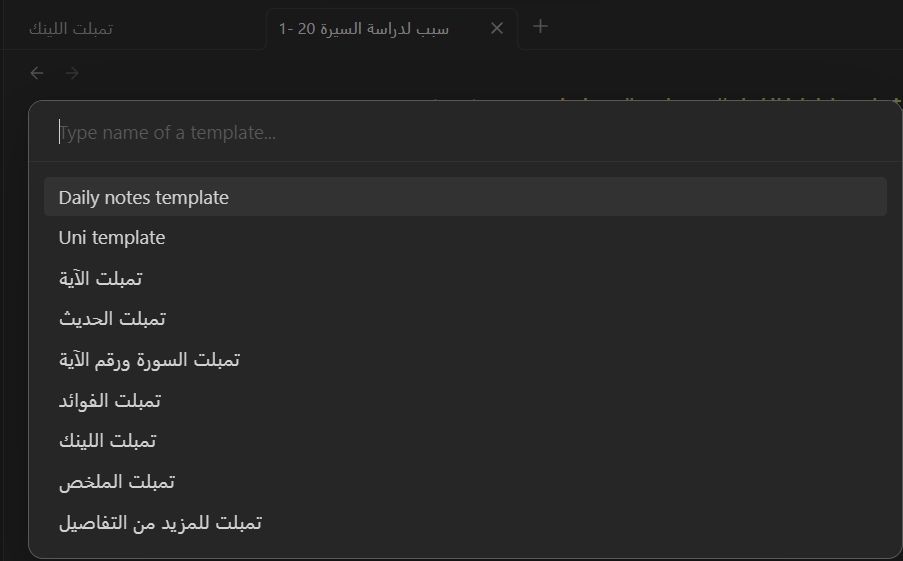 تمبلت اللينك
1- 20 سبب لدراسة السيرة
Type name of a template...
Daily notes template
Uni template
تمبلت الآية
تمبلت الحديث
تمبلت السورة ورقم الآية
تمبلت الفوائد
تمبلت اللينك
تمبلت الملخص
تمبلت للمزيد من التفاصيل